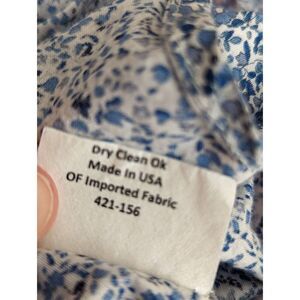 Dry Clean Ok
Made In USA
OF Imported Fabric
421-156